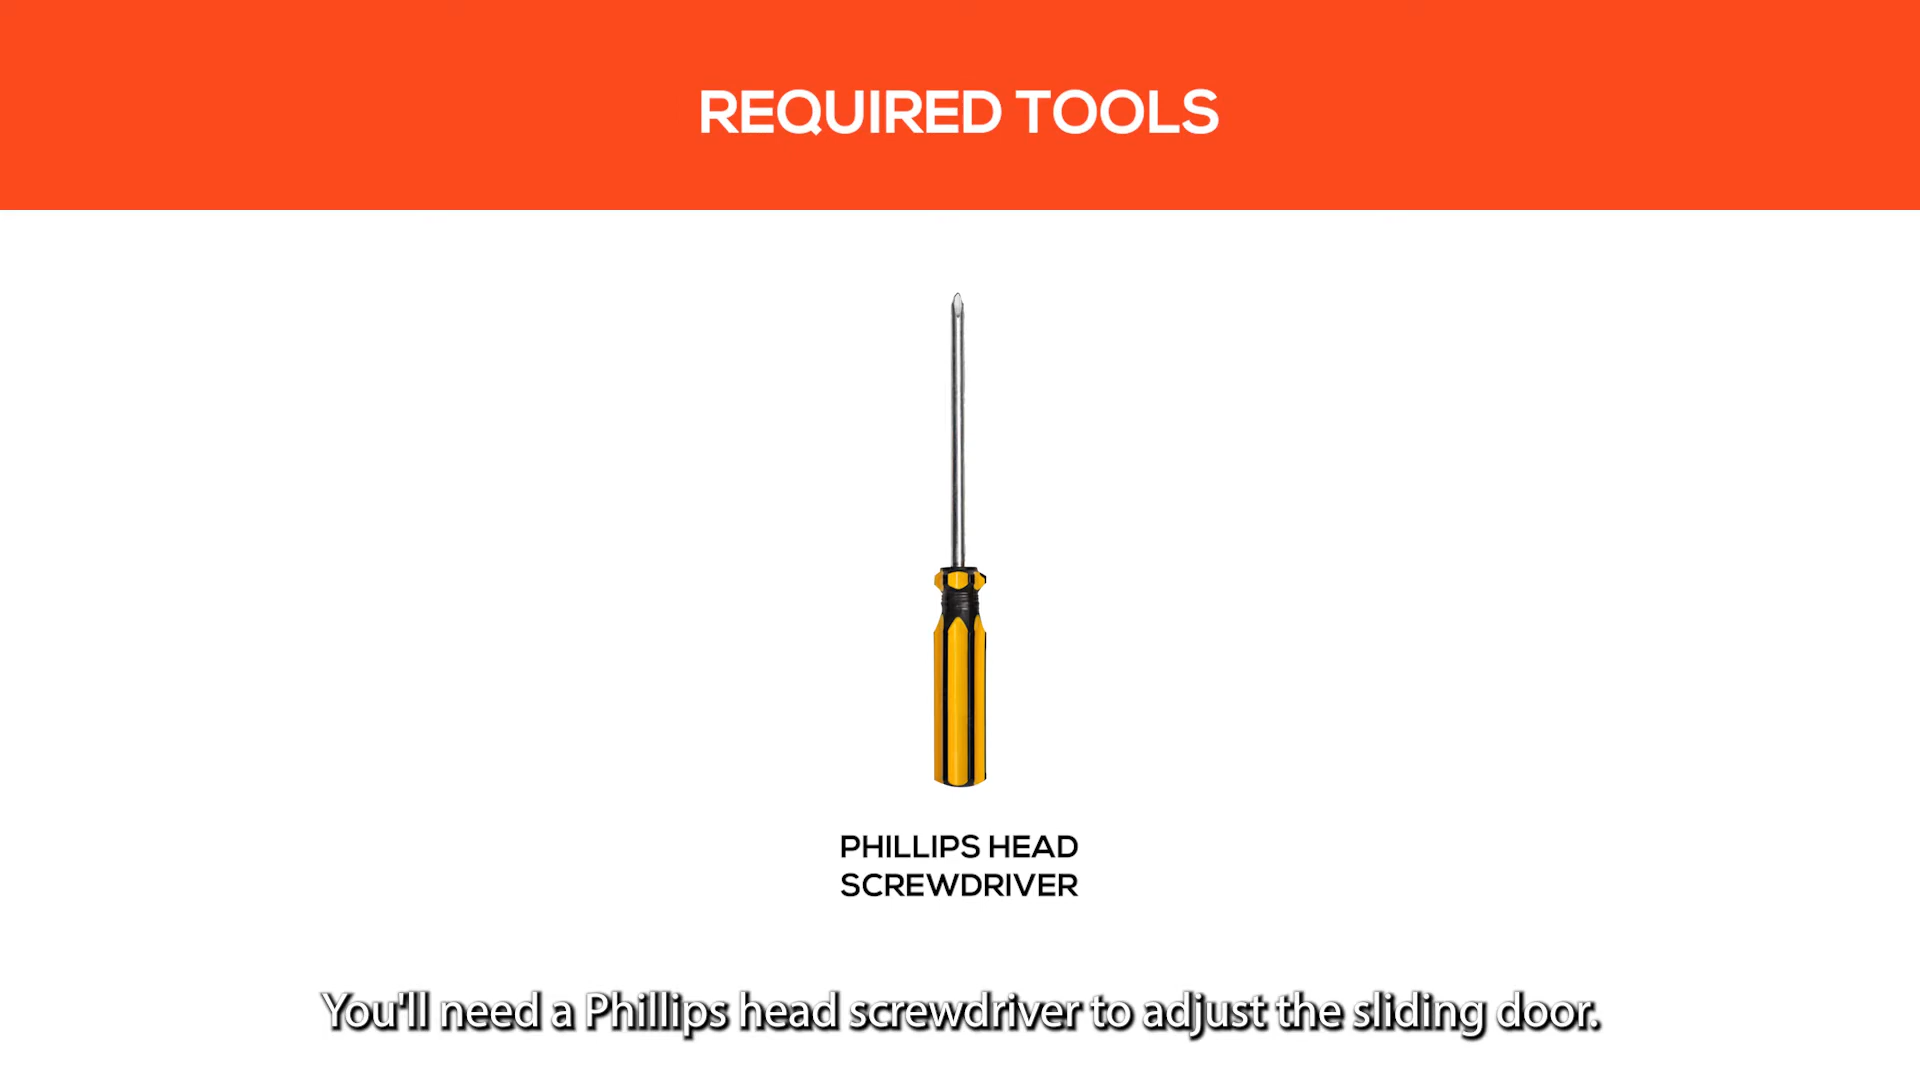 REQUIRED TOOLS
PHILLIPS HEAD
SCREWDRIVER
You'll need a Phillips head screwdriver to adjust the sliding door.